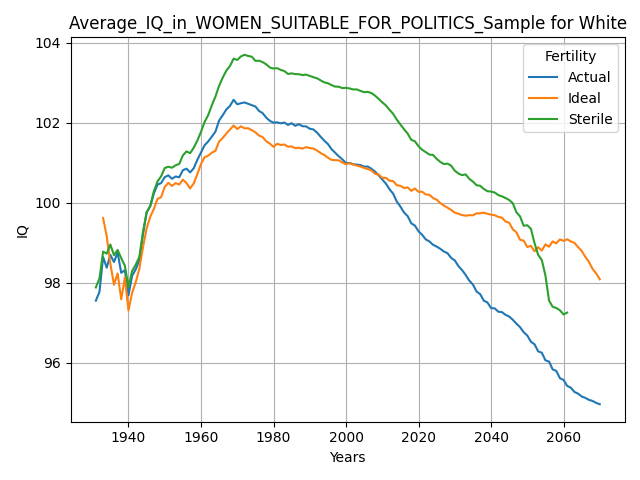 Average_IQ_in_WOMEN_SUITABLE_FOR_POLITICS_Sample for White
Fertility
Actual
Ideal
Sterile
IQ
104
102
100
98
96
1940 1960 1980 2000 2020 2040 2060
Years